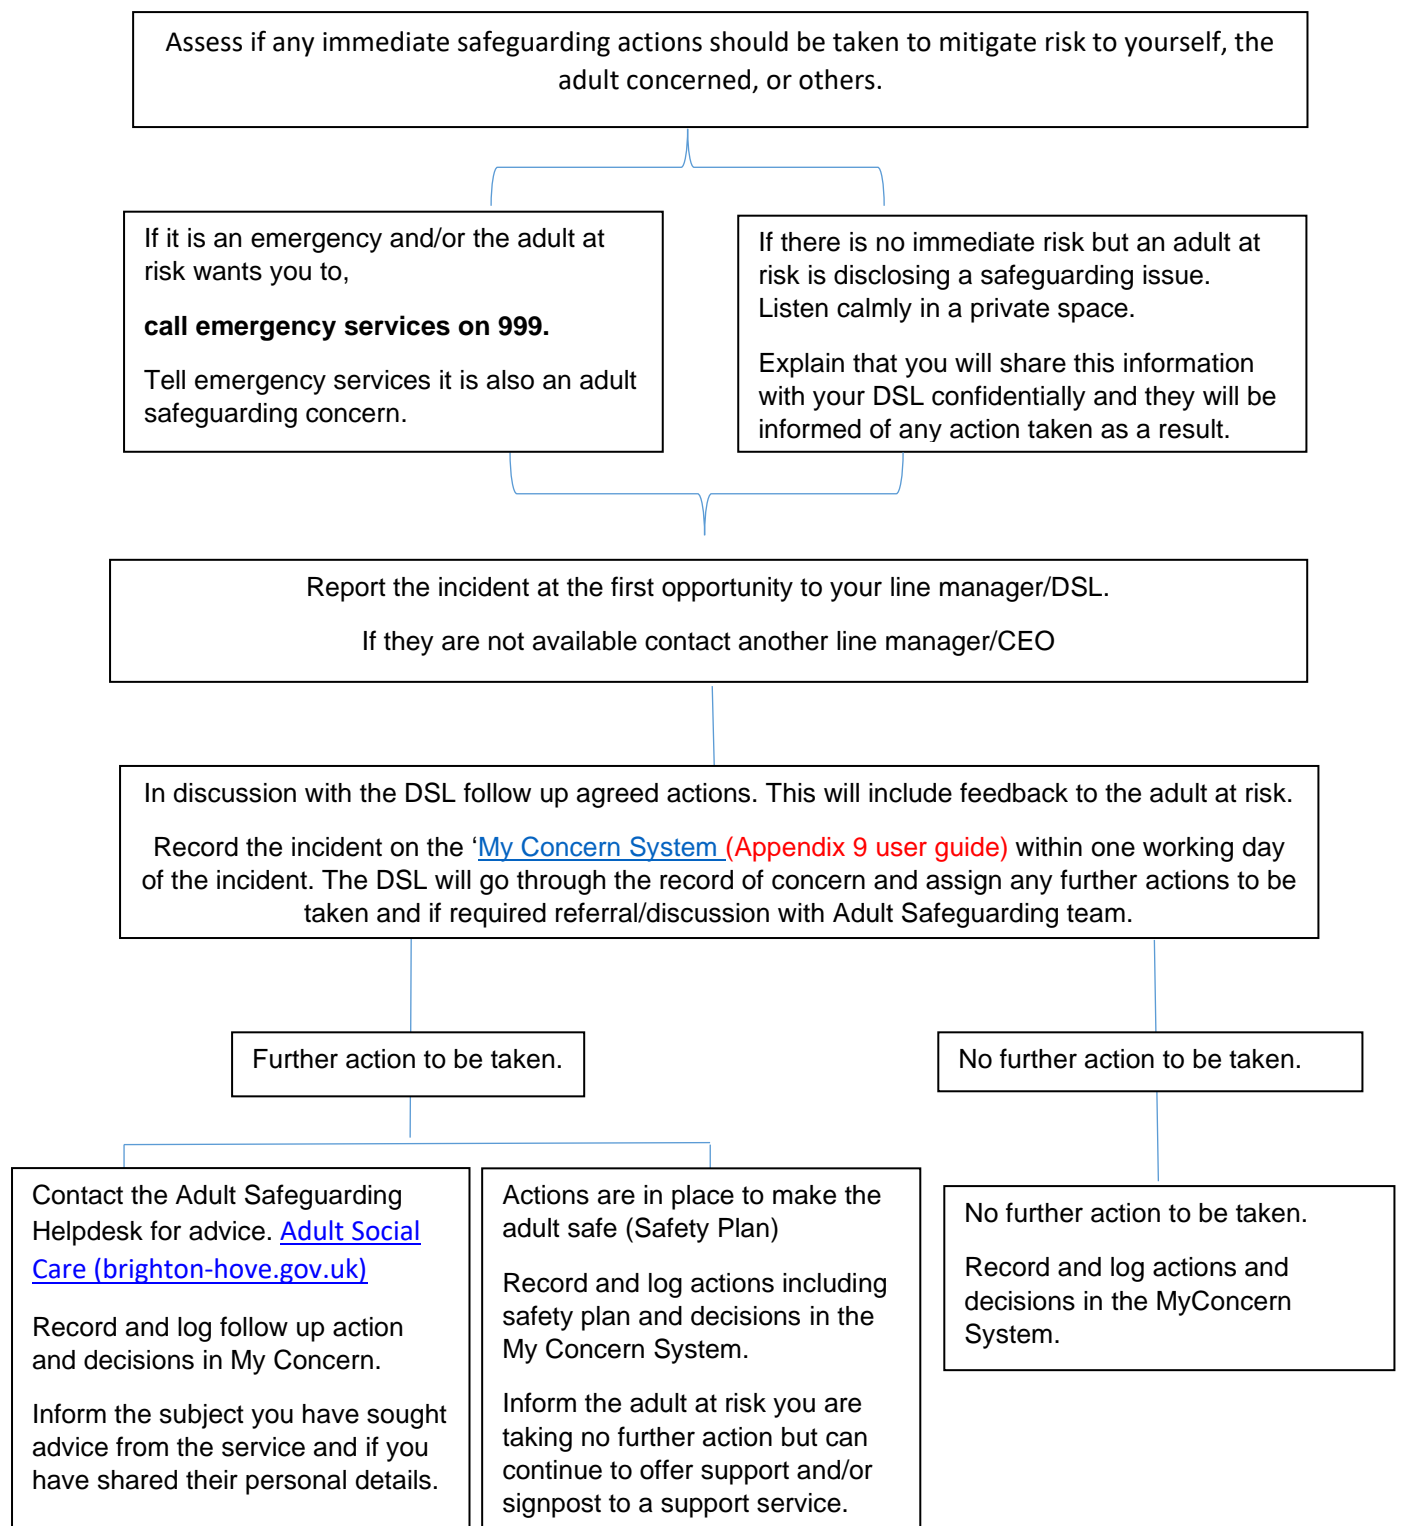 Assess if any immediate safeguarding actions should be taken to mitigate risk to yourself, the
adult concerned, or others.
If it is an emergency and/or the adult at
risk wants you to,
call emergency services on 999.
Tell emergency services it is also an adult
safeguarding concern.
If there is no immediate risk but an adult at
risk is disclosing a safeguarding issue.
Listen calmly in a private space.
Explain that you will share this information
with your DSL confidentially and they will be
informed of any action taken as a result.
Report the incident at the first opportunity to your line manager/DSL.
If they are not available contact another line manager/CEO
In discussion with the DSL follow up agreed actions. This will include feedback to the adult at risk.
Record the incident on the ‘My Concern System (Appendix 9 user guide) within one working day
of the incident. The DSL will go through the record of concern and assign any further actions to be
taken and if required referral/discussion with Adult Safeguarding team.
Further action to be taken.
No further action to be taken.
Contact the Adult Safeguarding
Helpdesk for advice. Adult Social
Care (brighton-hove.gov.uk)
Record and log follow up action
and decisions in My Concern.
Inform the subject you have sought
advice from the service and if you
have shared their personal details.
Actions are in place to make the
adult safe (Safety Plan)
Record and log actions including
safety plan and decisions in the
My Concern System.
Inform the adult at risk you are
taking no further action but can
continue to offer support and/or
signpost to a support service.
No further action to be taken.
Record and log actions and
decisions in the MyConcern
System.